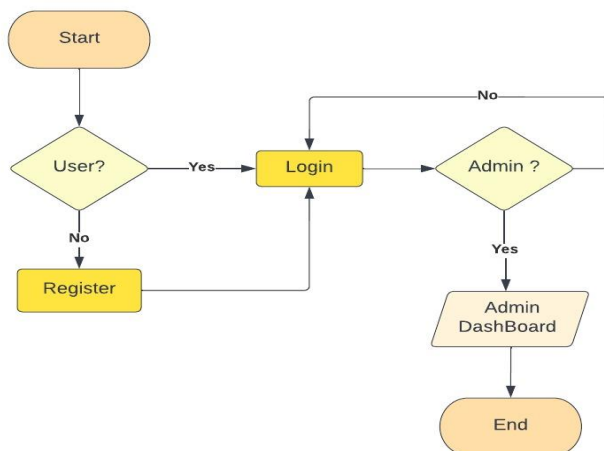 Start
No
User?
Yes
Login
Admin ?
No
Yes
Register
Admin
DashBoard
End